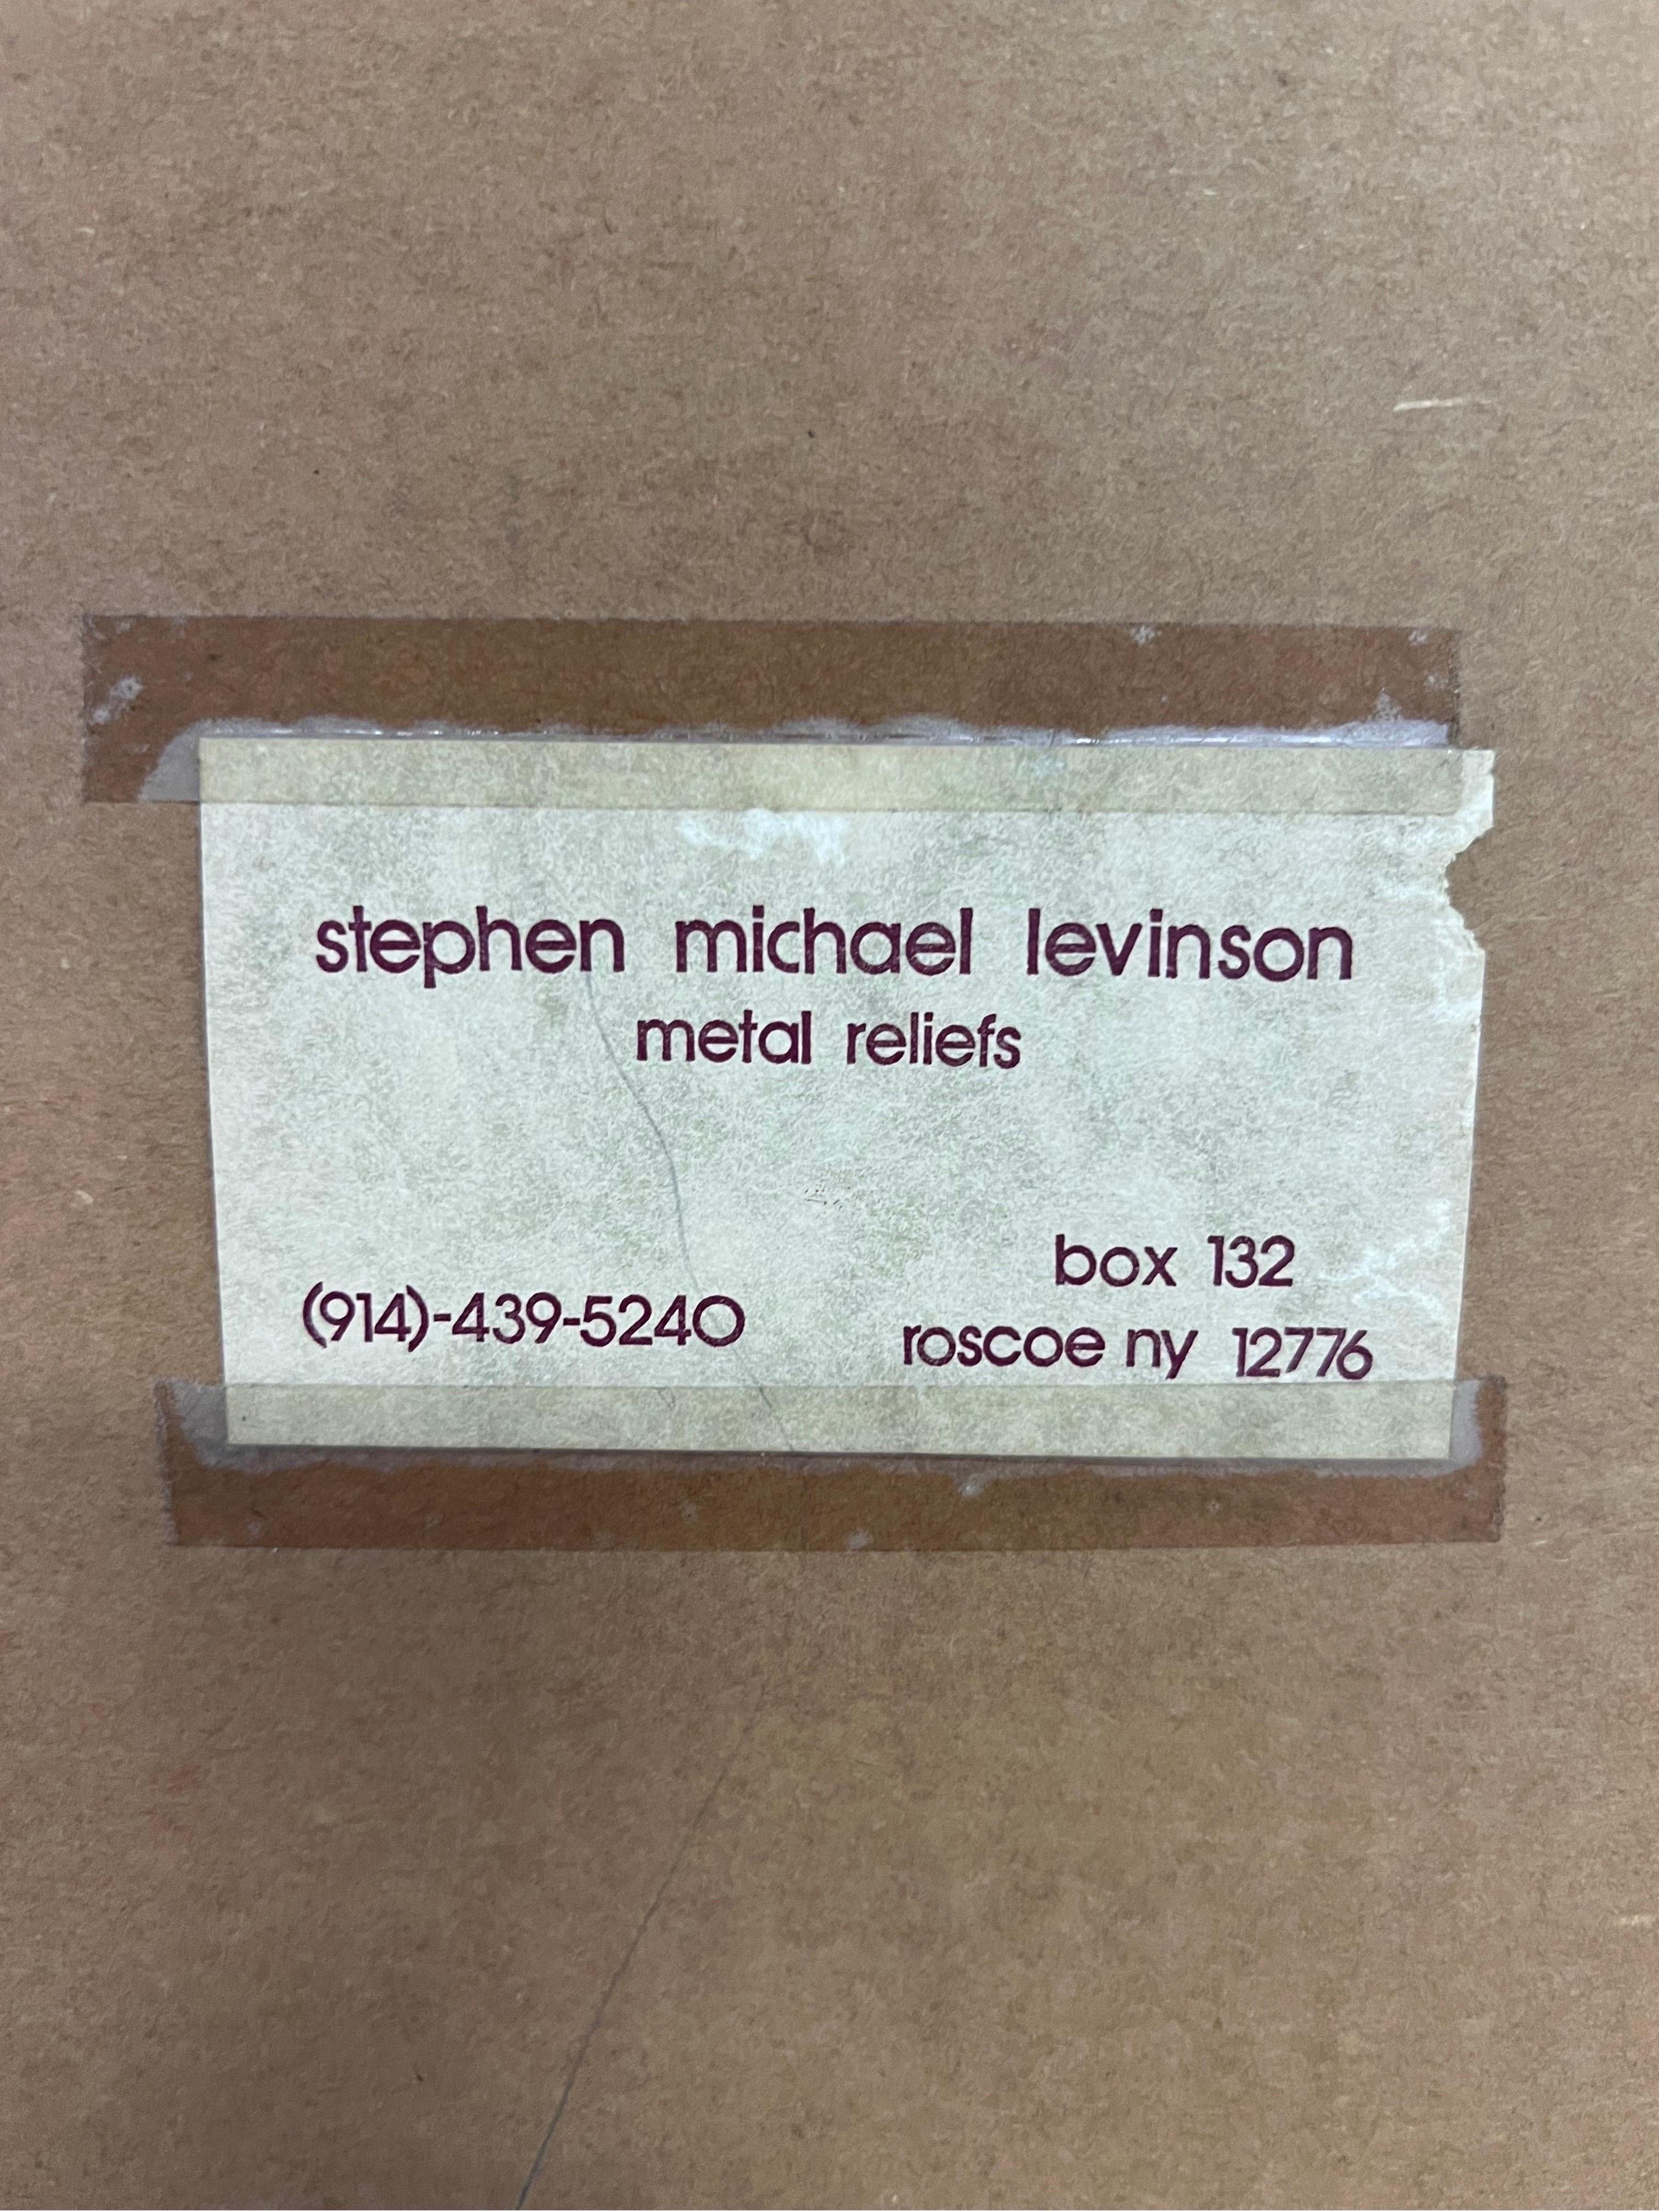 stephen michael levinson
metal reliefs
(914)-439-5240
box 132
roscoe ny 12776